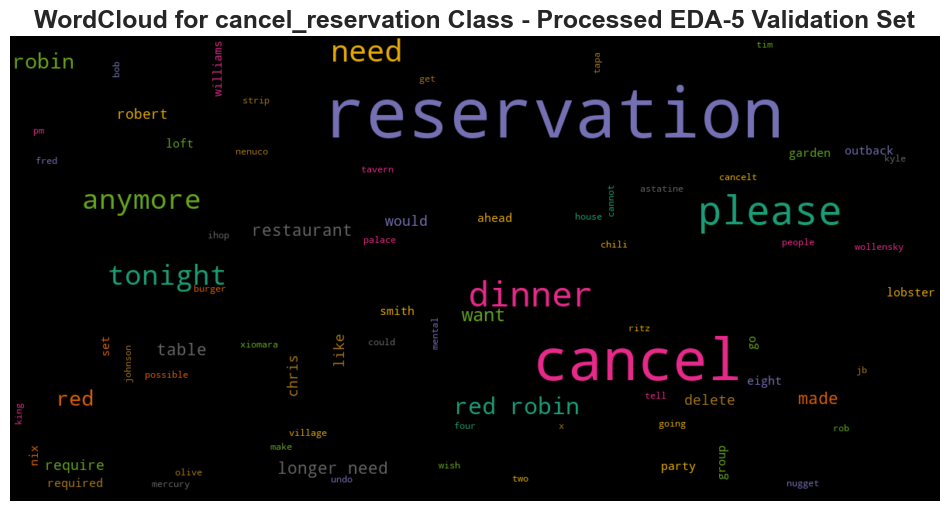 WordCloud for cancel_reservation Class - Processed EDA-5 Validation Set
robin
bob
williams
need
get
tapa
tim
strip
robert
reservation
pm
loft
fred
nenuco
tavern
garden
outback
kyle
cancelt
astatine
cannot
anymore
would
ahead
house
please
ihop
restaurant
palace
chili
people
wollensky
tonight
burger
dinner
lobster
smith
want
mental
ritz
set
johnson
table
xiomara
could
like
cancel
go
possible
chris
eight
jb
red
red robin
tell
delete
made
king
village
four
x
going
rob
nix
require
make
longer need
wish
party
group
required
olive
mercury
undo
two
nugget